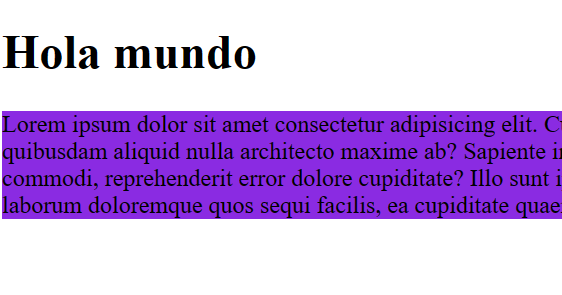 Hola mundo
Lorem ipsum dolor sit amet consectetur adipisicing elit.
quibusdam aliquid nulla architecto maxime ab? Sapiente
commodi, reprehenderit error dolore cupiditate? Illo sunt
laborum doloremque quos sequi facilis, ea cupiditate